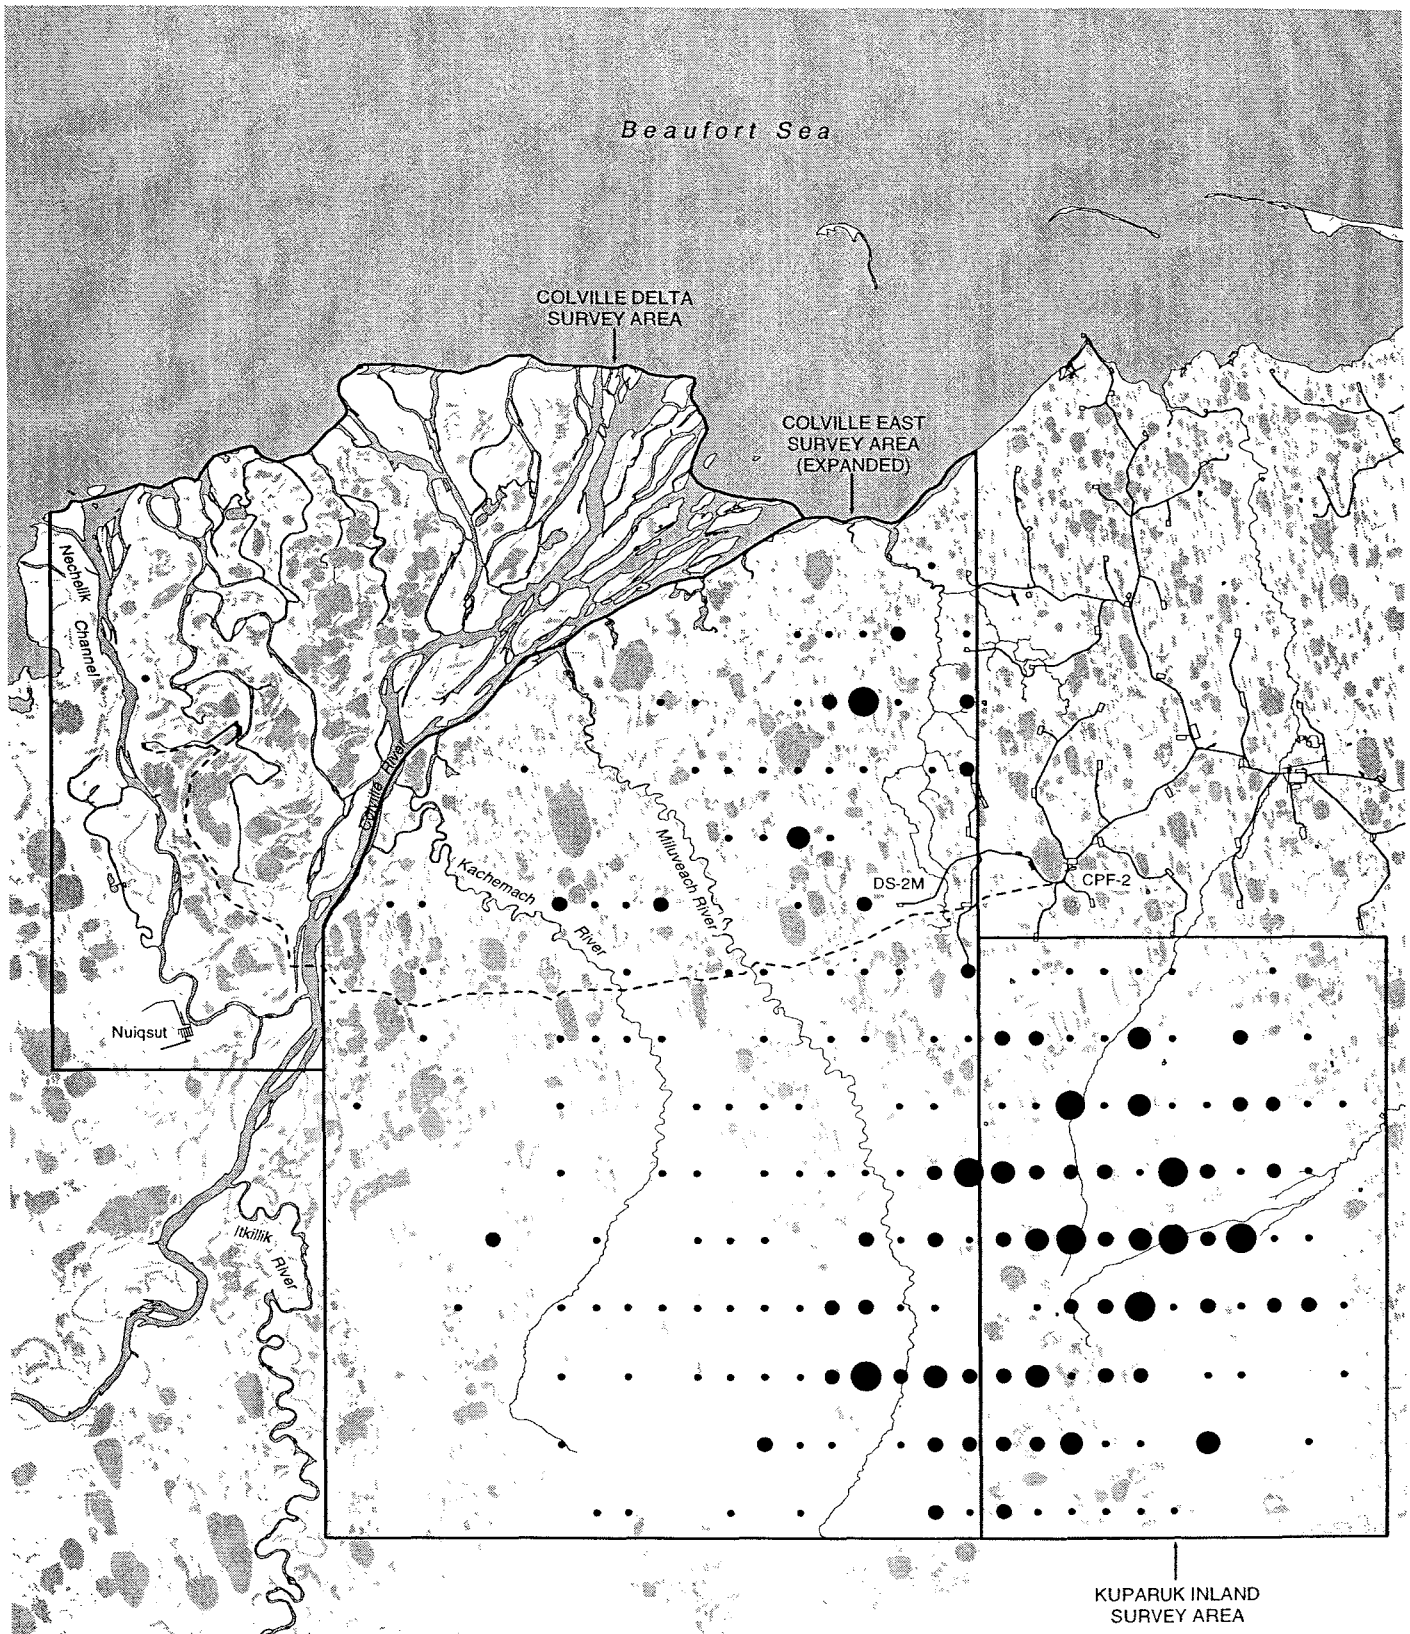 Beaufort Sea
COLVILLE DELTA
SURVEY AREA
COLVILLE EAST
SURVEY AREA
(EXPANDED)
Nechelik
Channel
Colville River
Miluveach River
Kachemach
River
DS-2M
CPF-2
Nuiqsut
Itkillik
River
KUPARUK INLAND
SURVEY AREA